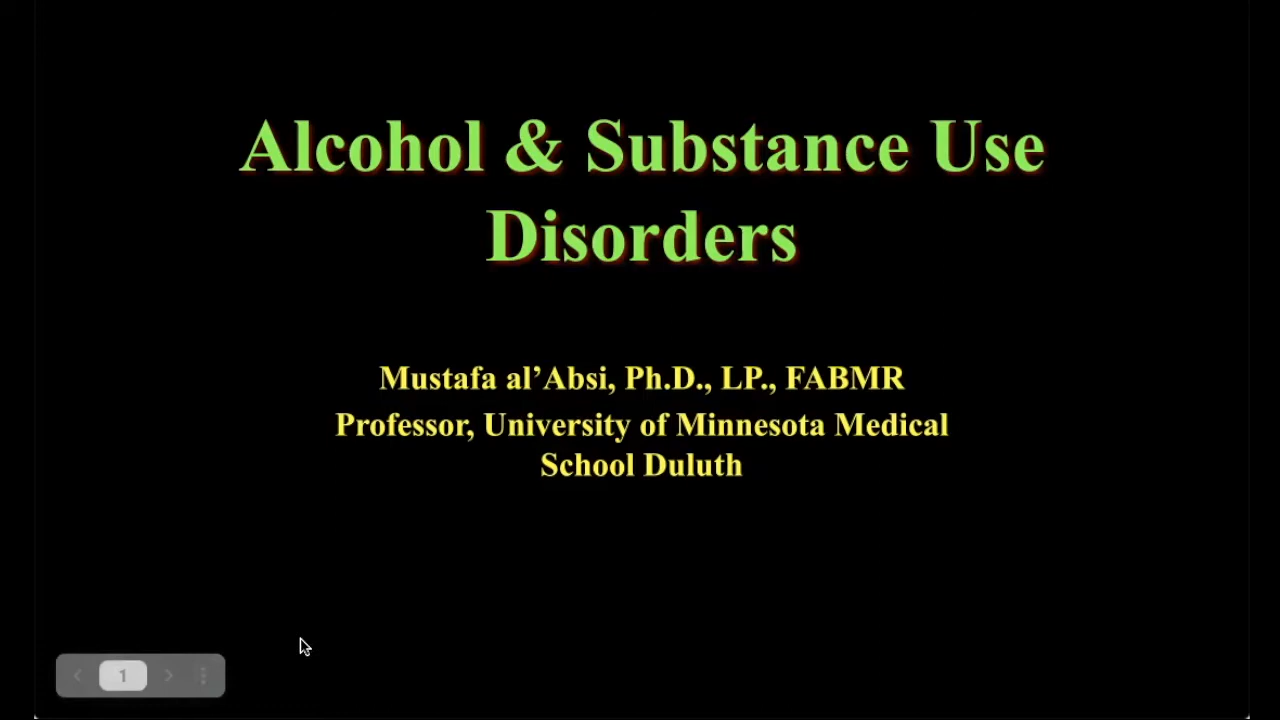 Alcohol & Substance Use
Disorders
Mustafa al’Absi, Ph.D., LP., FABMR
Professor, University of Minnesota Medical
School Duluth
1